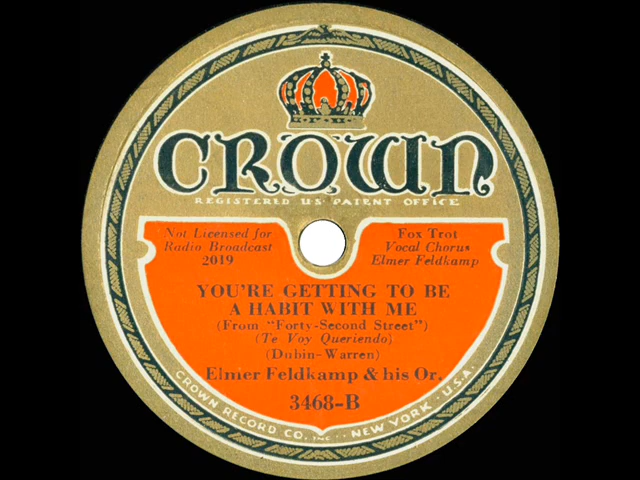 CROWN
REGISTERED US PATENT OFFICE
Not Licensed for
Radio Broadcast
2019
Fox Trot
Vocal Chorus
Elmer Feldkamp
YOU'RE GETTING TO BE
A HABIT WITH ME
(From "Forty-Second Street")
(Te Voy Queriendo)
(Dubin-Warren)
Elmer Feldkamp & his Or.
3468-B
CROWN RECORD CO., INC. · NEW YORK, U.S.A.